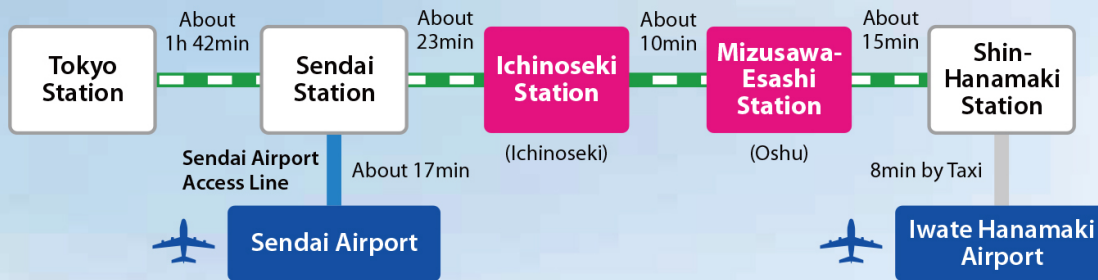 About
1h 42min
About
23min
About
10min
About
15min
Tokyo
Station
Sendai
Station
Ichinoseki
Station
Mizusawa-
Esashi
Station
Shin-
Hanamaki
Station
(Ichinoseki)
(Oshu)
Sendai Airport
Access Line
About 17min
8min by Taxi
Sendai Airport
Iwate Hanamaki
Airport